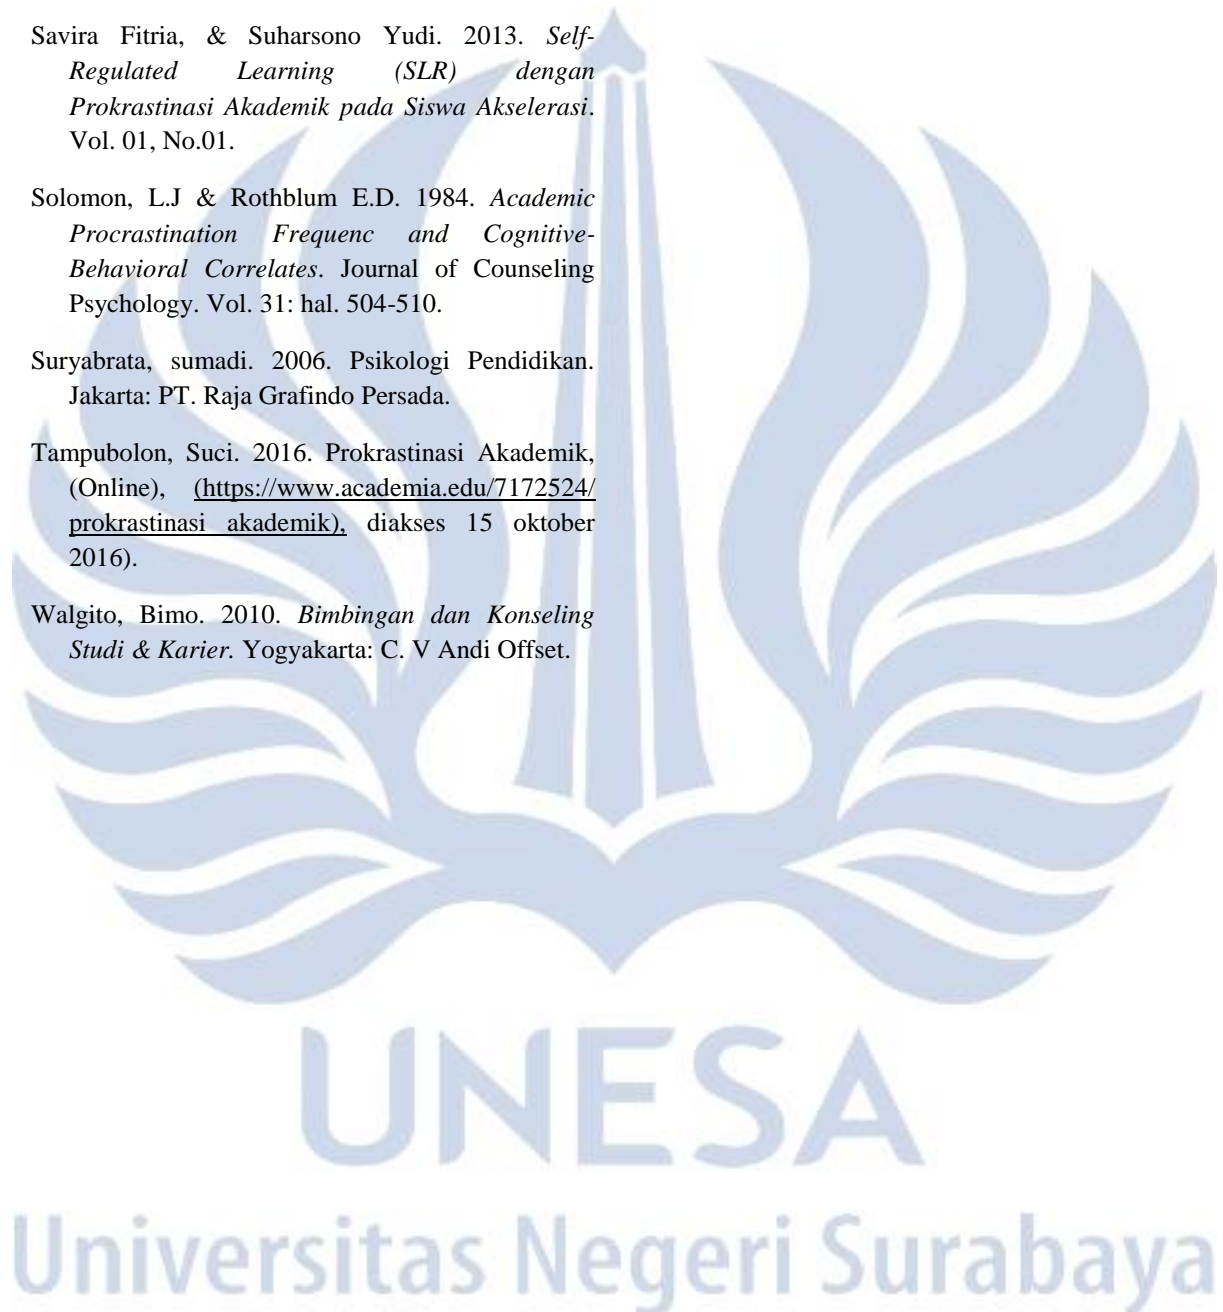 Savira Fitria, & Suharsono Yudi. 2013. Self-
Regulated Learning (SLR) dengan
Prokrastinasi Akademik pada Siswa Akselerasi.
Vol. 01, No.01.
Solomon, L.J & Rothblum E.D. 1984. Academic
Procrastination Frequenc and Cognitive-
Behavioral Correlates. Journal of Counseling
Psychology. Vol. 31: hal. 504-510.
Suryabrata, sumadi. 2006. Psikologi Pendidikan.
Jakarta: PT. Raja Grafindo Persada.
Tampubolon, Suci. 2016. Prokrastinasi Akademik,
(Online), (https://www.academia.edu/7172524/
prokrastinasi akademik), diakses 15 oktober
2016).
Walgito, Bimo. 2010. Bimbingan dan Konseling
Studi & Karier. Yogyakarta: C. V Andi Offset.
UNESA
Universitas Negeri Surabaya